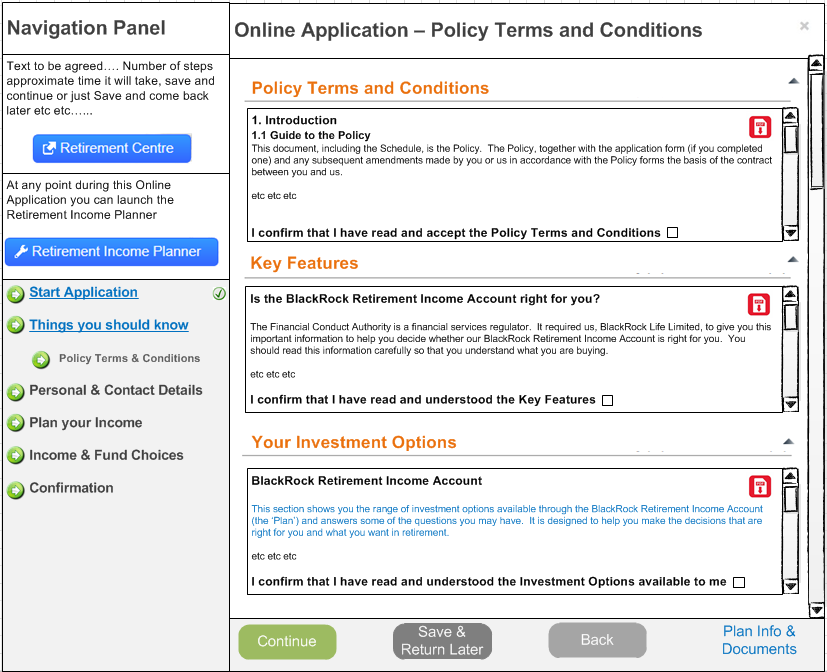 Navigation Panel
Online Application – Policy Terms and Conditions
Text to be agreed…. Number of steps
approximate time it will take, save and
continue or just Save and come back
later etc etc…...
Retirement Centre
At any point during this Online
Application you can launch the
Retirement Income Planner
Retirement Income Planner
Start Application
Things you should know
Policy Terms & Conditions
Personal & Contact Details
Plan your Income
Income & Fund Choices
Confirmation
Policy Terms and Conditions
1. Introduction
1.1 Guide to the Policy
This document, including the Schedule, is the Policy. The Policy, together with the application form (if you completed
one) and any subsequent amendments made by you or us in accordance with the Policy forms the basis of the contract
between you and us.
etc etc etc
I confirm that I have read and accept the Policy Terms and Conditions
Key Features
Is the BlackRock Retirement Income Account right for you?
The Financial Conduct Authority is a financial services regulator. It required us, BlackRock Life Limited, to give you this
important information to help you decide whether our BlackRock Retirement Income Account is right for you. You
should read this information carefully so that you understand what you are buying.
etc etc etc
I confirm that I have read and understood the Key Features
Your Investment Options
BlackRock Retirement Income Account
This section shows you the range of investment options available through the BlackRock Retirement Income Account
(the ‘Plan’) and answers some of the questions you may have. It is designed to help you make the decisions that are
right for you and what you want in retirement.
etc etc etc
I confirm that I have read and understood the Investment Options available to me
Continue
Save &
Return Later
Back
Plan Info &
Documents